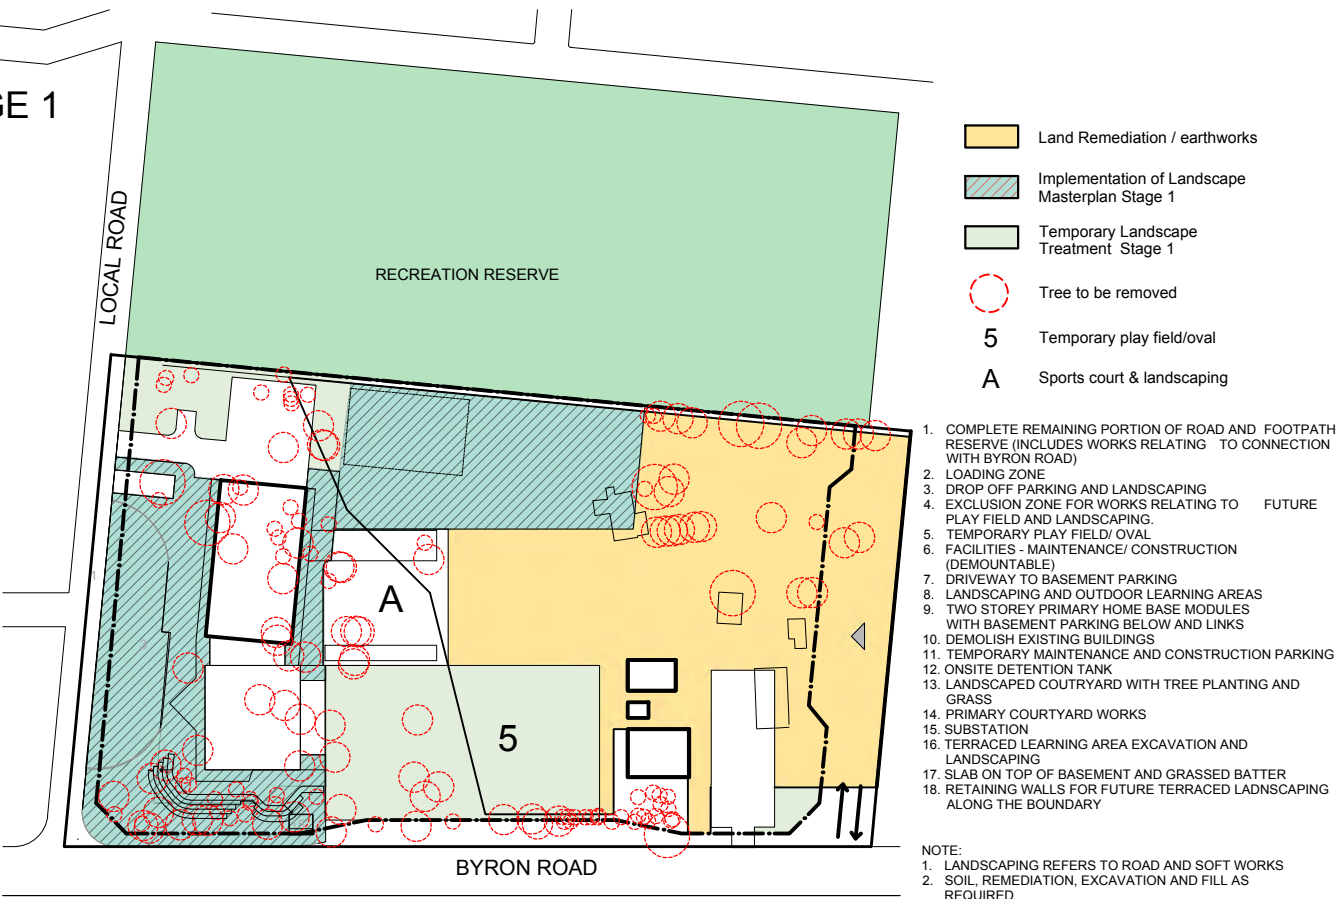 GE 1
LOCAL ROAD
RECREATION RESERVE
A
5
BYRON ROAD
1
3
Land Remediation / earthworks
Implementation of Landscape
Masterplan Stage 1
Temporary Landscape
Treatment Stage 1
Tree to be removed
5 Temporary play field/oval
A Sports court & landscaping
1. COMPLETE REMAINING PORTION OF ROAD AND FOOTPATH
RESERVE (INCLUDES WORKS RELATING TO CONNECTION
WITH BYRON ROAD)
2. LOADING ZONE
3. DROP OFF PARKING AND LANDSCAPING
4. EXCLUSION ZONE FOR WORKS RELATING TO FUTURE
PLAY FIELD AND LANDSCAPING.
5. TEMPORARY PLAY FIELD/ OVAL
6. FACILITIES - MAINTENANCE/ CONSTRUCTION
(DEMOUNTABLE)
7. DRIVEWAY TO BASEMENT PARKING
8. LANDSCAPING AND OUTDOOR LEARNING AREAS
9. TWO STOREY PRIMARY HOME BASE MODULES
WITH BASEMENT PARKING BELOW AND LINKS
10. DEMOLISH EXISTING BUILDINGS
11. TEMPORARY MAINTENANCE AND CONSTRUCTION PARKING
12. ONSITE DETENTION TANK
13. LANDSCAPED COUTRYARD WITH TREE PLANTING AND
GRASS
14. PRIMARY COURTYARD WORKS
15. SUBSTATION
16. TERRACED LEARNING AREA EXCAVATION AND
LANDSCAPING
17. SLAB ON TOP OF BASEMENT AND GRASSED BATTER
18. RETAINING WALLS FOR FUTURE TERRACED LADNSCAPING
ALONG THE BOUNDARY
NOTE:
1. LANDSCAPING REFERS TO ROAD AND SOFT WORKS
2. SOIL, REMEDIATION, EXCAVATION AND FILL AS
REQUIRED